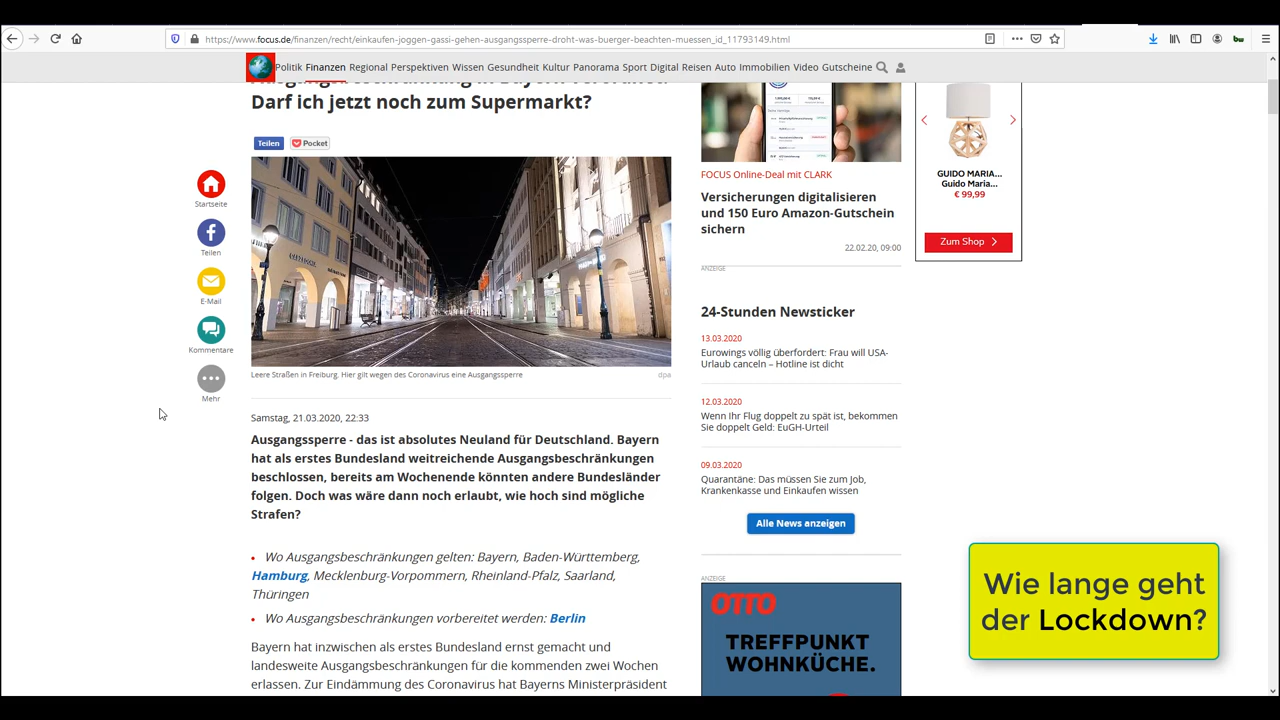 https://www.focus.de/finanzen/recht/einkaufen-joggen-gassi-gehen-ausgangssperre-droht-was-buerger-beachten-muessen_id_11793149.html
Politik Finanzen Regional Perspektiven Wissen Gesundheit Kultur Panorama Sport Digital Reisen Auto Immobilien Video Gutscheine
Darf ich jetzt noch zum Supermarkt?
Teilen
Pocket
Startseite
Teilen
E-Mail
Kommentare
Mehr
Leere Straßen in Freiburg. Hier gilt wegen des Coronavirus eine Ausgangssperre
dpa
Samstag, 21.03.2020, 22:33
Ausgangssperre - das ist absolutes Neuland für Deutschland. Bayern
hat als erstes Bundesland weitreichende Ausgangsbeschränkungen
beschlossen, bereits am Wochenende könnten andere Bundesländer
folgen. Doch was wäre dann noch erlaubt, wie hoch sind mögliche
Strafen?
Wo Ausgangsbeschränkungen gelten: Bayern, Baden-Württemberg,
Hamburg, Mecklenburg-Vorpommern, Rheinland-Pfalz, Saarland,
Thüringen
Wo Ausgangsbeschränkungen vorbereitet werden: Berlin
Bayern hat inzwischen als erstes Bundesland ernst gemacht und
landesweite Ausgangsbeschränkungen für die kommenden zwei Wochen
erlassen. Zur Eindämmung des Coronavirus hat Bayerns Ministerpräsident
FOCUS Online-Deal mit CLARK
Versicherungen digitalisieren
und 150 Euro Amazon-Gutschein
sichern
22.02.20, 09:00
ANZEIGE
24-Stunden Newsticker
13.03.2020
Eurowings völlig überfordert: Frau will USA-
Urlaub canceln – Hotline ist dicht
12.03.2020
Wenn Ihr Flug doppelt zu spät ist, bekommen
Sie doppelt Geld: EuGH-Urteil
09.03.2020
Quarantäne: Das müssen Sie zum Job,
Krankenkasse und Einkaufen wissen
Alle News anzeigen
ANZEIGE
OTTO
TREFFPUNKT
WOHNKÜCHE.
GUIDO MARIA...
Guido Maria...
€ 99,99
Zum Shop
Wie lange geht
der Lockdown?